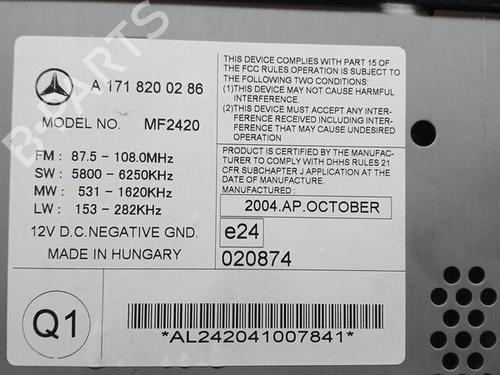 A 171 820 02 86
MODEL NO. MF2420
FM : 87.5 - 108.0MHz
SW : 5800 - 6250KHz
MW : 531 - 1620KHz
LW : 153 - 282KHz
12V D.C.NEGATIVE GND.
MADE IN HUNGARY
THIS DEVICE COMPLIES WITH PART 15 OF
THE FCC RULES.OPERATION IS SUBJECT TO
THE FOLLOWING TWO CONDITIONS:
(1)THIS DEVICE MAY NOT CAUSE HARMFUL
INTERFERENCE.
(2)THIS DEVICE MUST ACCEPT ANY INTER-
FERENCE RECEIVED INCLUDING INTER-
FERENCE THAT MAY CAUSE UNDESIRED
OPERATION
PRODUCT IS CERTIFIED BY THE MANUFAC-
TURER TO COMPLY WITH DHHS RULES 21
CFR SUBCHAPTER J APPLICATION AT THE
DATE OF MANUFACTURE.
MANUFACTURED :
2004.AP.OCTOBER
e24
020874
Q1
*AL242041007841*
B-PARTS